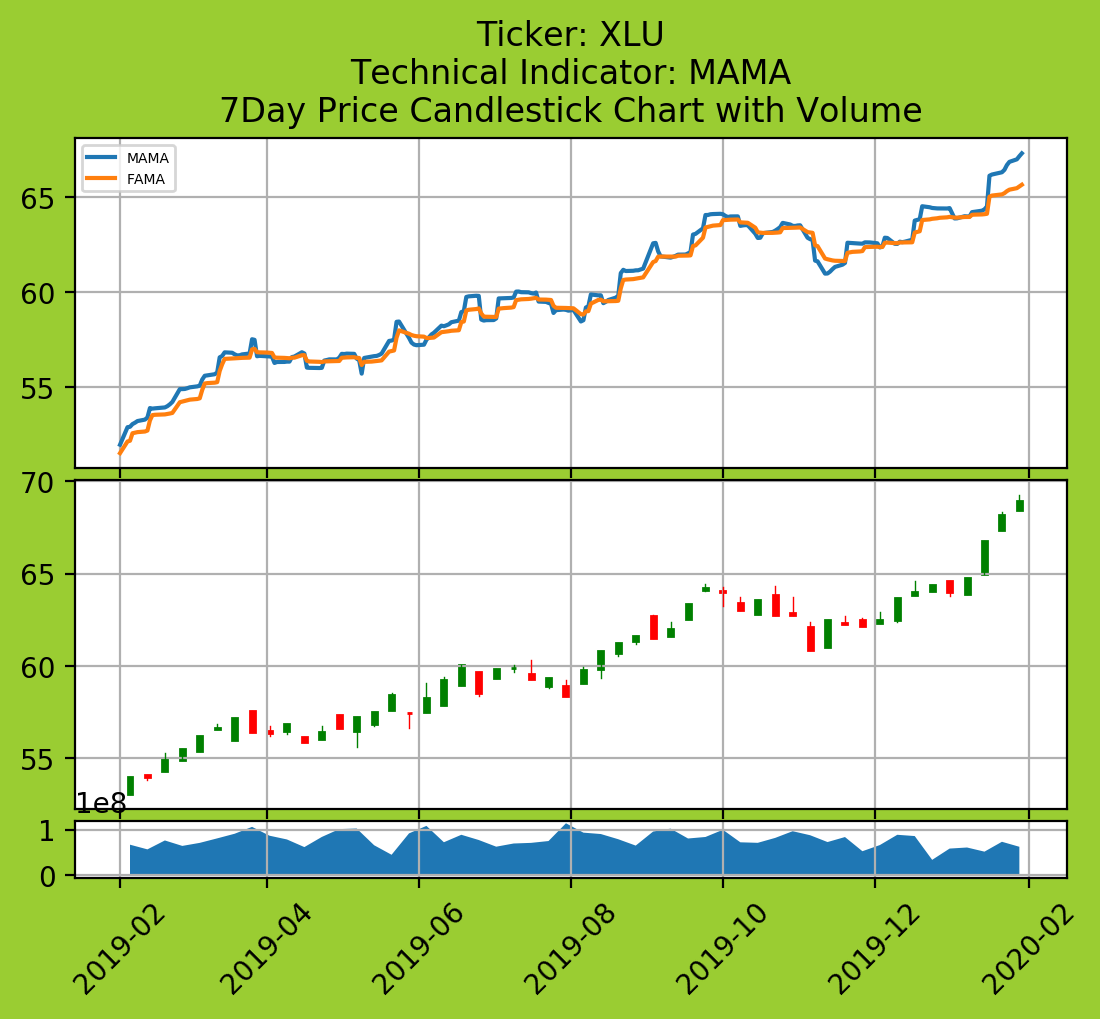 Ticker: XLU
Technical Indicator: MAMA
7Day Price Candlestick Chart with Volume
MAMA
FAMA
65
60
55
70
65
60
55
1e8
1
0
2019-02
2019-04
2019-06
2019-08
2019-10
2019-12
2020-02